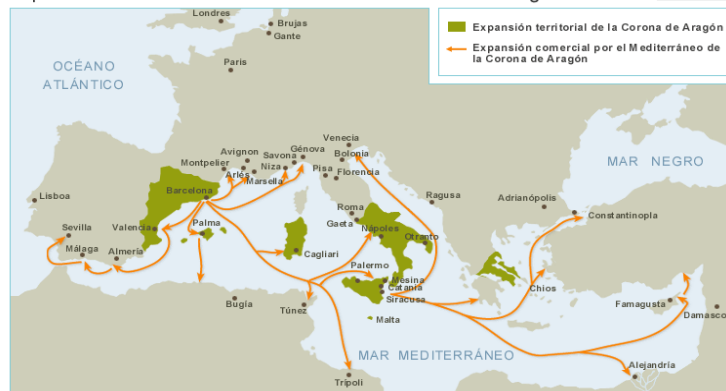 Londres
Brujas
Gante
Expansión territorial de la Corona de Aragón
Expansión comercial por el Mediterráneo de
la Corona de Aragón
OCÉANO
ATLÁNTICO
París
Venecia
Bolonia
Génova
Savona
Aviñon
Montpelier
Arlés
Niza
Marsella
Pisa
Florencia
MAR NEGRO
Barcelona
Lisboa
Sevilla
Valencia
Palma
Málaga
Almería
Roma
Gaeta
Nápoles
Otranto
Ragusa
Adrianópolis
Constantinopla
Cagliari
Palermo
Mesina
Catania
Siracusa
Chios
Famagusta
Damasco
Bugía
Túnez
Malta
MAR MEDITERRÁNEO
Alejandría
Trípoli